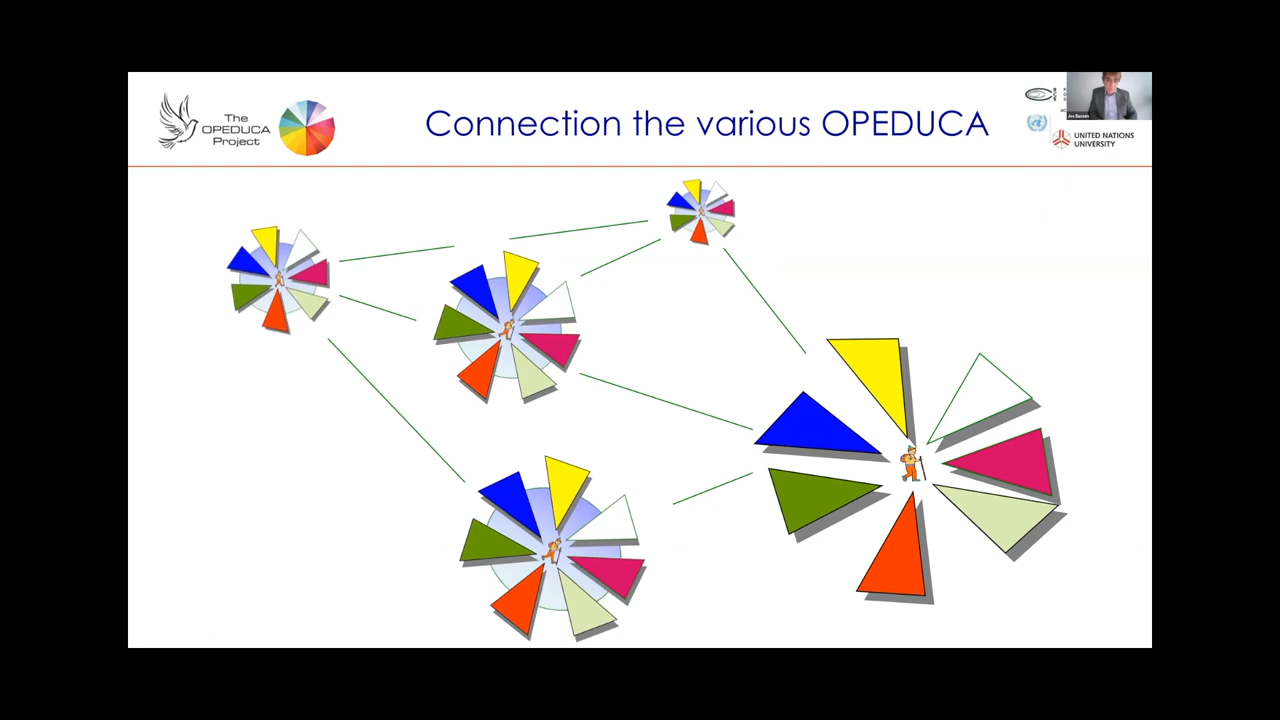 The
OPEDUCA
Project
Connection the various OPEDUCA
UNITED NATIONS
UNIVERSITY